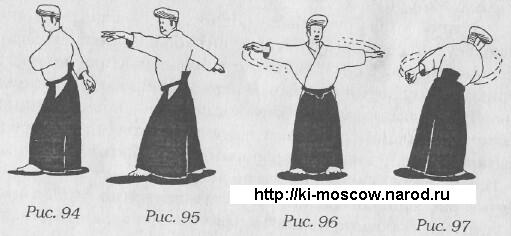 Рис. 94
Рис. 95
Рис. 96
Рис. 97
http://ki-moscow.narod.ru